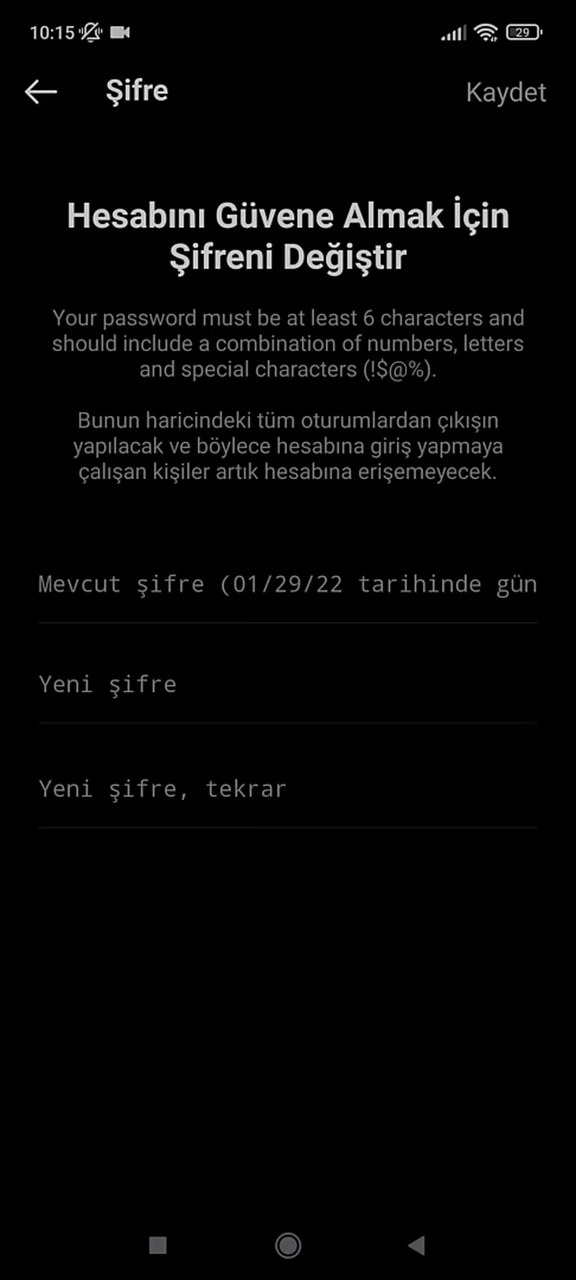 10:15
29
Şifre
Kaydet
Hesabını Güvene Almak İçin
Şifreni Değiştir
Your password must be at least 6 characters and
should include a combination of numbers, letters
and special characters (!$@%).
Bunun haricindeki tüm oturumlardan çıkışın
yapılacak ve böylece hesabına giriş yapmaya
çalışan kişiler artık hesabına erişemeyecek.
Mevcut şifre (01/29/22 tarihinde gün
Yeni şifre
Yeni şifre, tekrar